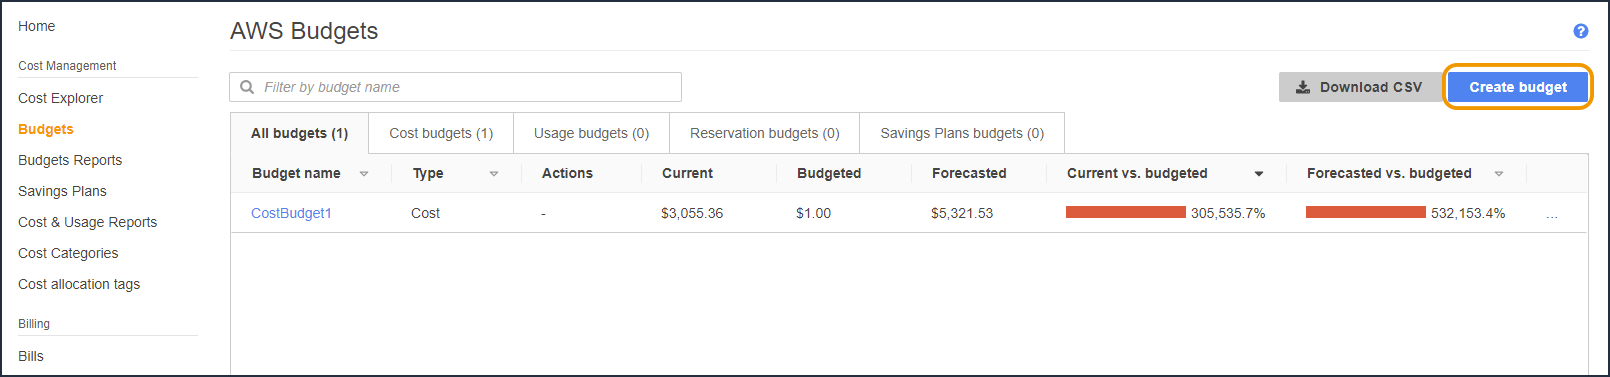 Home
Cost Management
Cost Explorer
Budgets
Budgets Reports
Savings Plans
Cost & Usage Reports
Cost Categories
Cost allocation tags
Billing
Bills
AWS Budgets
?
Filter by budget name
Download CSV
Create budget
All budgets (1) Cost budgets (1) Usage budgets (0) Reservation budgets (0) Savings Plans budgets (0)
Budget name Type Actions Current Budgeted Forecasted Current vs. budgeted Forecasted vs. budgeted
CostBudget1 Cost - $3,055.36 $1.00 $5,321.53 305,535.7% 532,153.4% ...